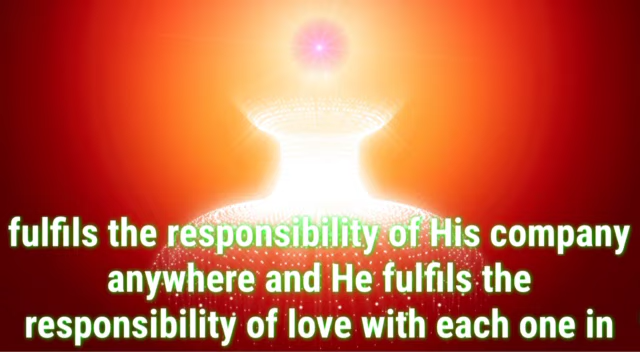 fulfils the responsibility of His company
anywhere and He fulfils the
responsibility of love with each one in